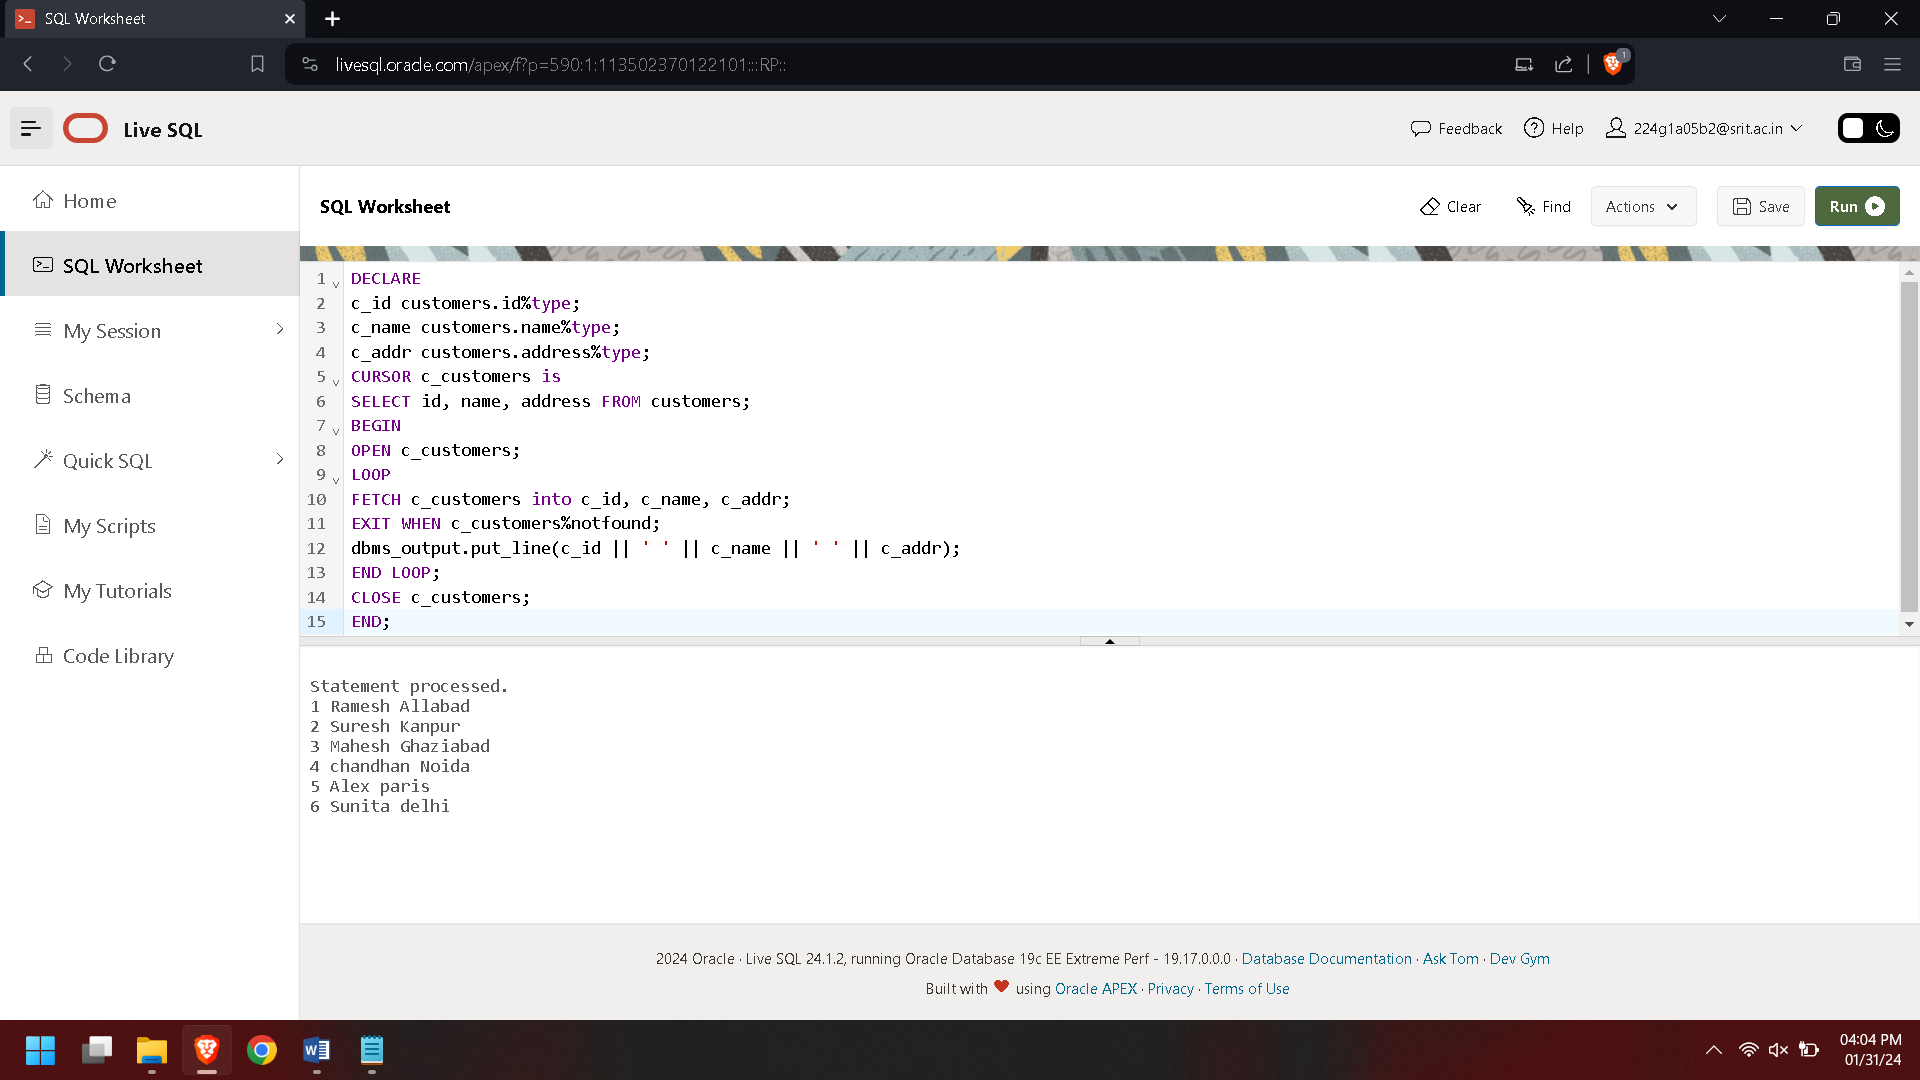 SQL Worksheet
livesql.oracle.com/apex/f?p=590:1:113502370122101:::RP::
1
Live SQL
Feedback
Help
224g1a05b2@srit.ac.in
Home
SQL Worksheet
My Session
Schema
Quick SQL
My Scripts
My Tutorials
Code Library
SQL Worksheet
Clear
Find
Actions
Save
Run
1 DECLARE
2 c_id customers.id%type;
3 c_name customers.name%type;
4 c_addr customers.address%type;
5 CURSOR c_customers is
6 SELECT id, name, address FROM customers;
7 BEGIN
8 OPEN c_customers;
9 LOOP
10 FETCH c_customers into c_id, c_name, c_addr;
11 EXIT WHEN c_customers%notfound;
12 dbms_output.put_line(c_id || ' ' || c_name || ' ' || c_addr);
13 END LOOP;
14 CLOSE c_customers;
15 END;
Statement processed.
1 Ramesh Allabad
2 Suresh Kanpur
3 Mahesh Ghaziabad
4 chandhan Noida
5 Alex paris
6 Sunita delhi
2024 Oracle · Live SQL 24.1.2, running Oracle Database 19c EE Extreme Perf - 19.17.0.0.0 · Database Documentation · Ask Tom · Dev Gym
Built with ❤ using Oracle APEX · Privacy · Terms of Use
04:04 PM
01/31/24